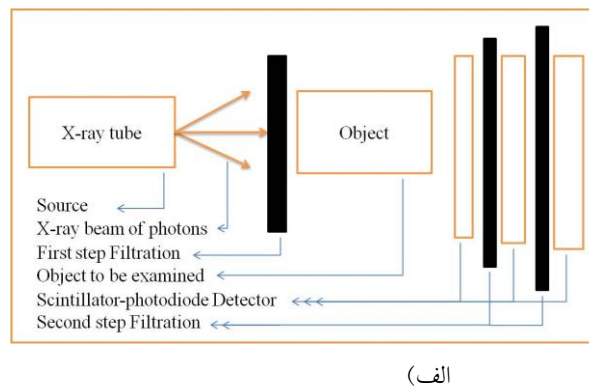 X-ray tube
Object
Source
X-ray beam of photons
First step Filtration
Object to be examined
Scintillator-photodiode Detector
Second step Filtration
الف)